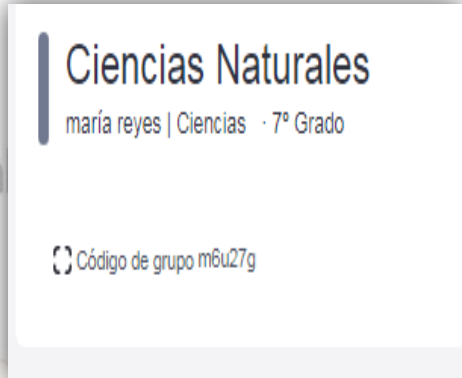 Ciencias Naturales
maría reyes | Ciencias · 7º Grado
Código de grupo m6u27g